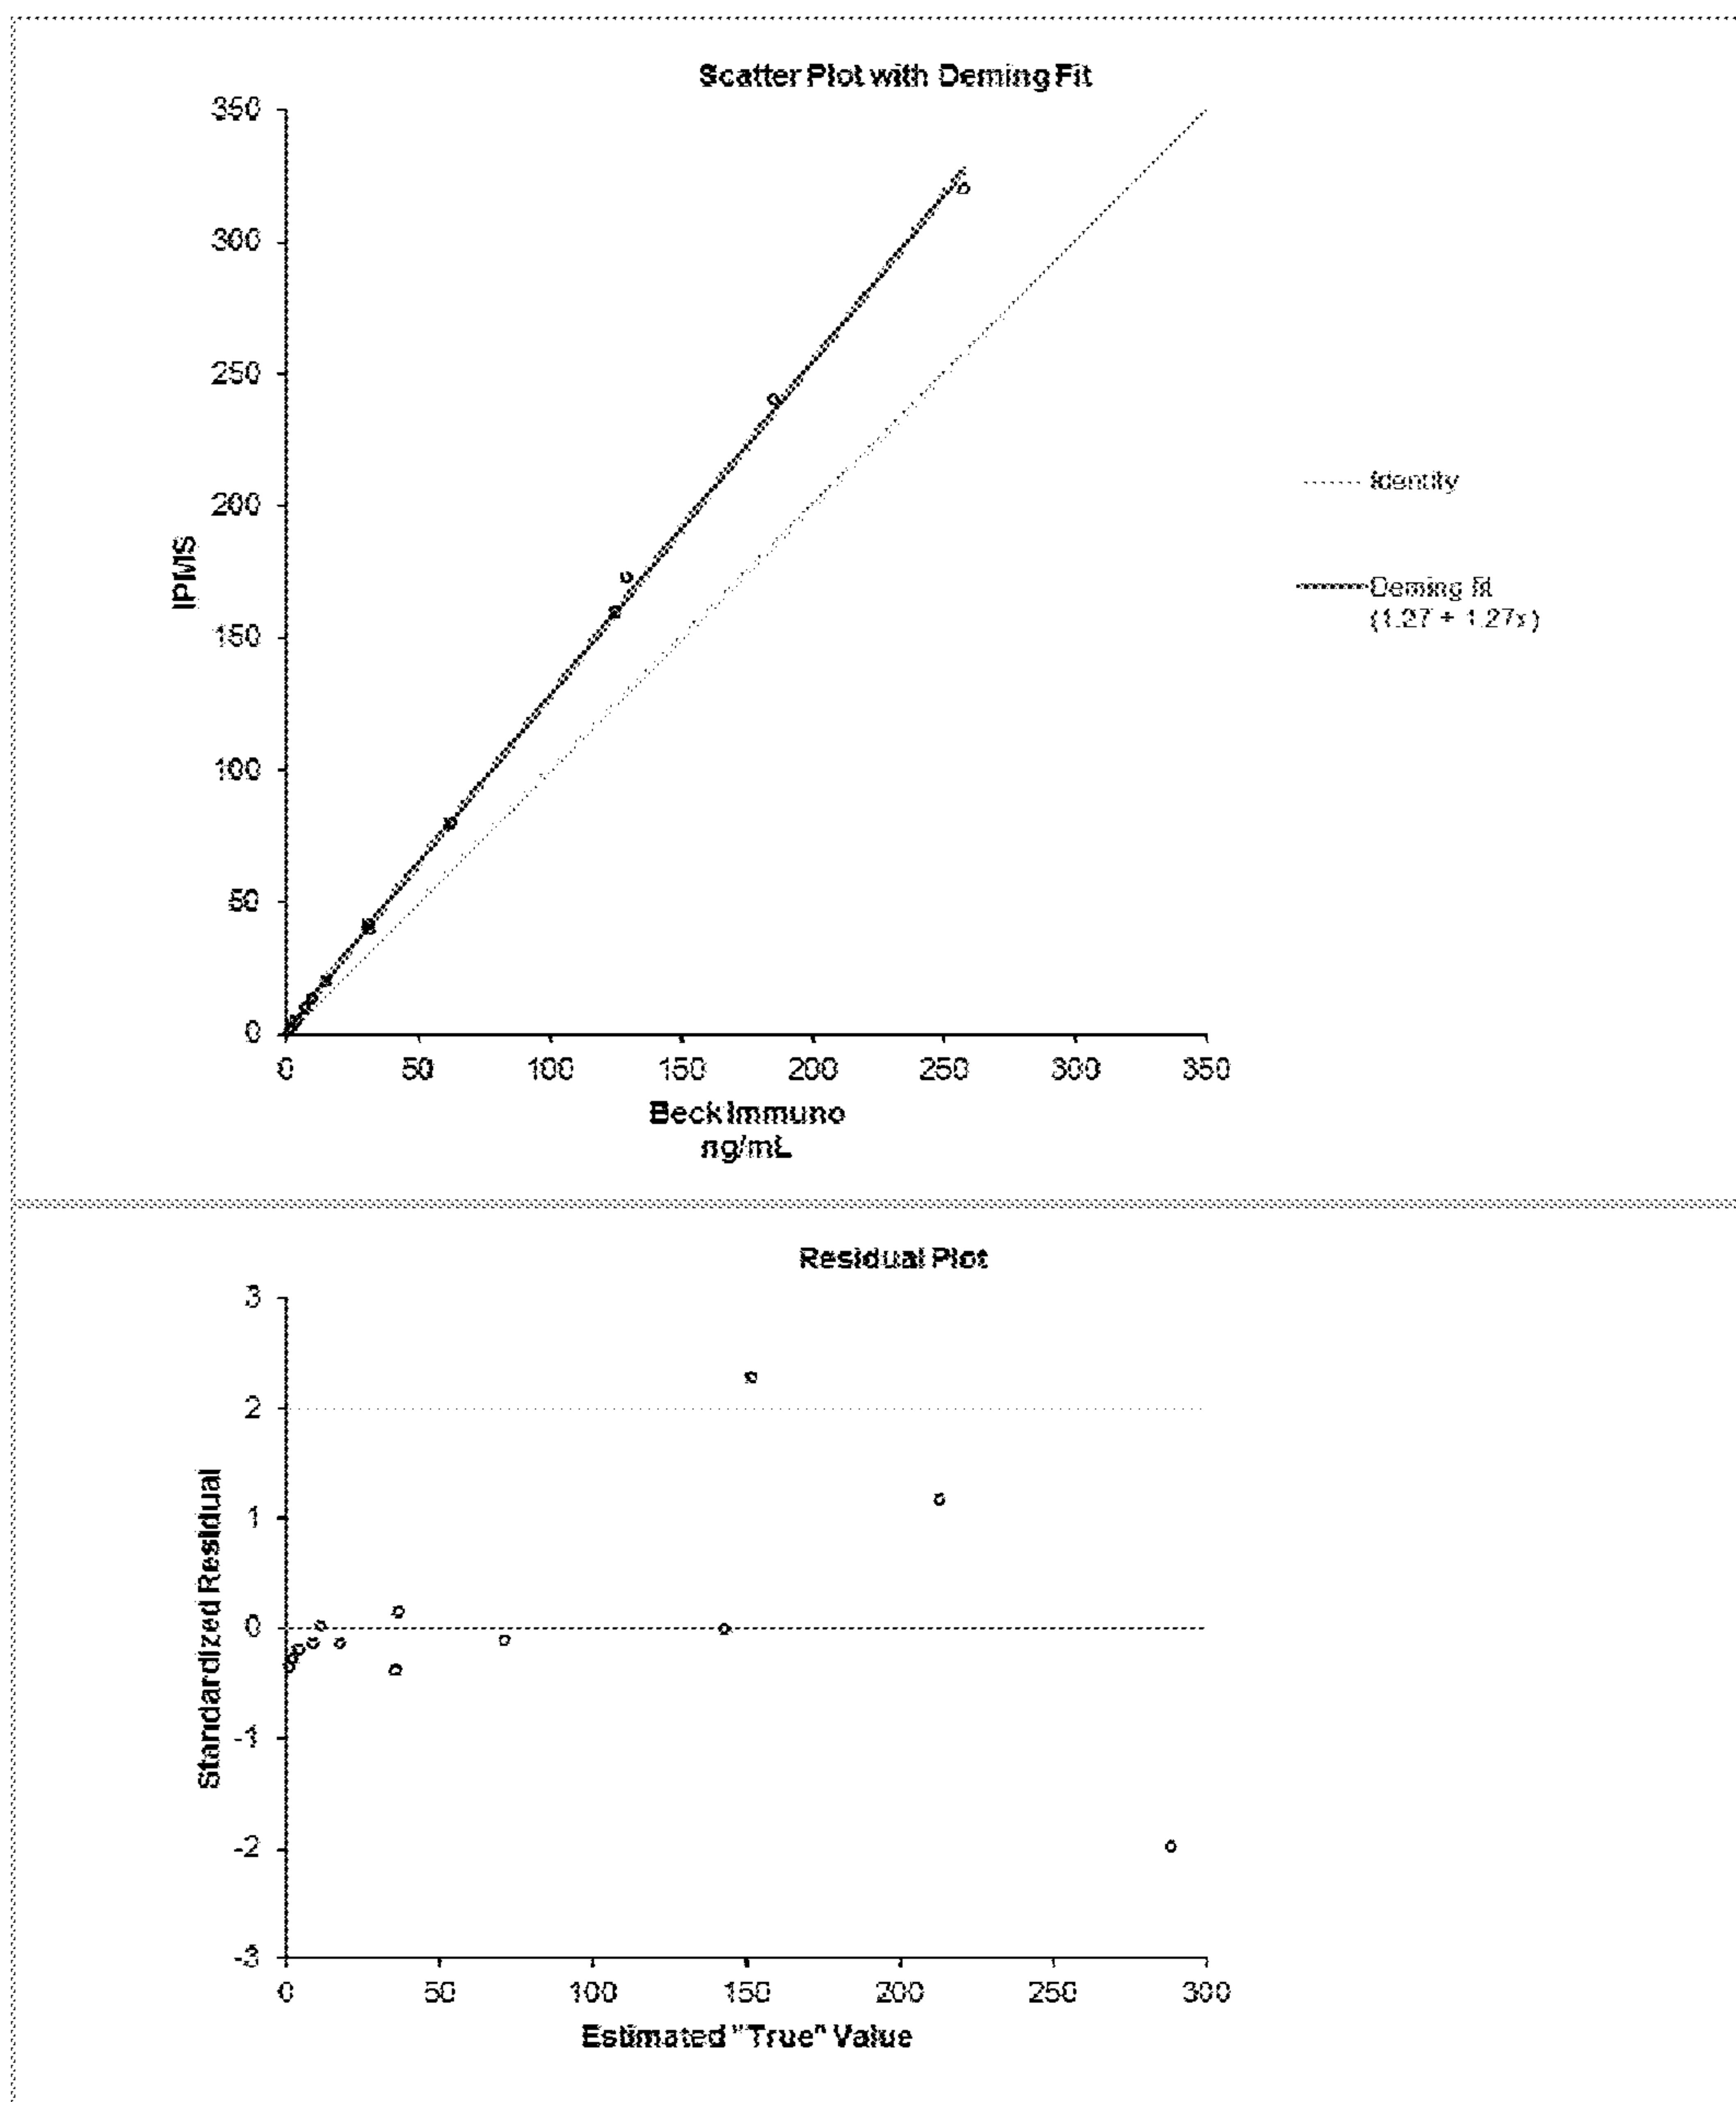 Scatter Plot with Deming Fit
350
300
250
200
150
100
50
0
IPMS
0 50 100 150 200 250 300 350
Beck Immuno
ng/mL
Identity
Deming fit
(1.27 + 1.27x)
Residual Plot
3
2
1
0
-1
-2
-3
Standardized Residual
0 50 100 150 200 250 300
Estimated "True" Value